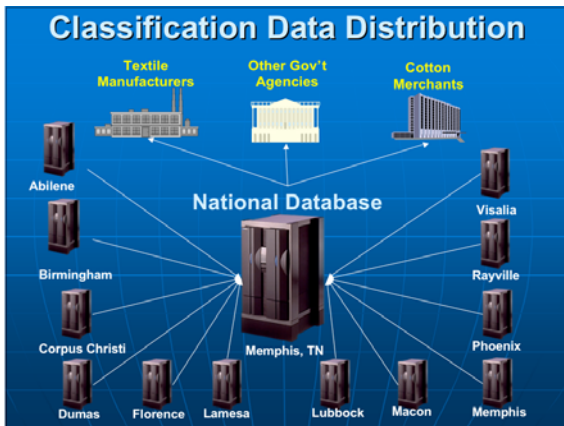 Classification Data Distribution
Textile
Manufacturers
Other Gov't
Agencies
Cotton
Merchants
Abilene
National Database
Visalia
Birmingham
Rayville
Corpus Christi
Memphis, TN
Phoenix
Dumas
Florence
Lamesa
Lubbock
Macon
Memphis